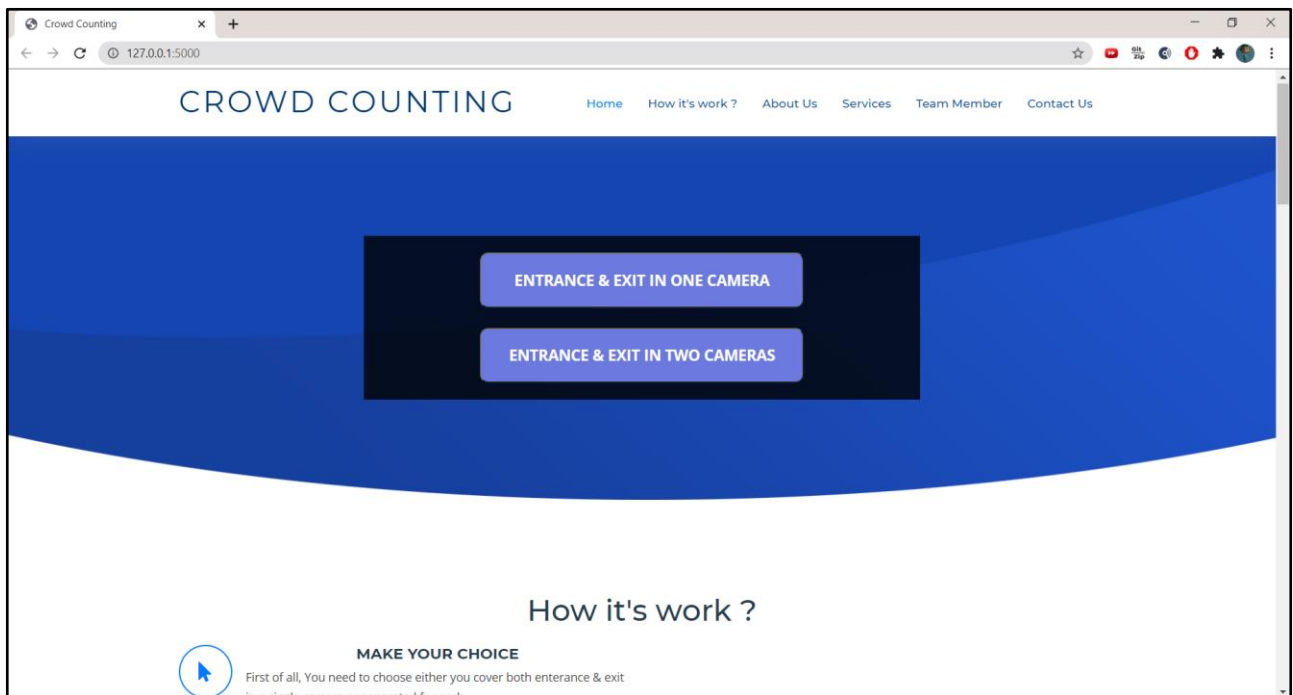 Crowd Counting
127.0.0.1:5000
Git
Zip
CROWD COUNTING
Home How it's work ? About Us Services Team Member Contact Us
ENTRANCE & EXIT IN ONE CAMERA
ENTRANCE & EXIT IN TWO CAMERAS
How it's work ?
MAKE YOUR CHOICE
First of all, You need to choose either you cover both enterance & exit